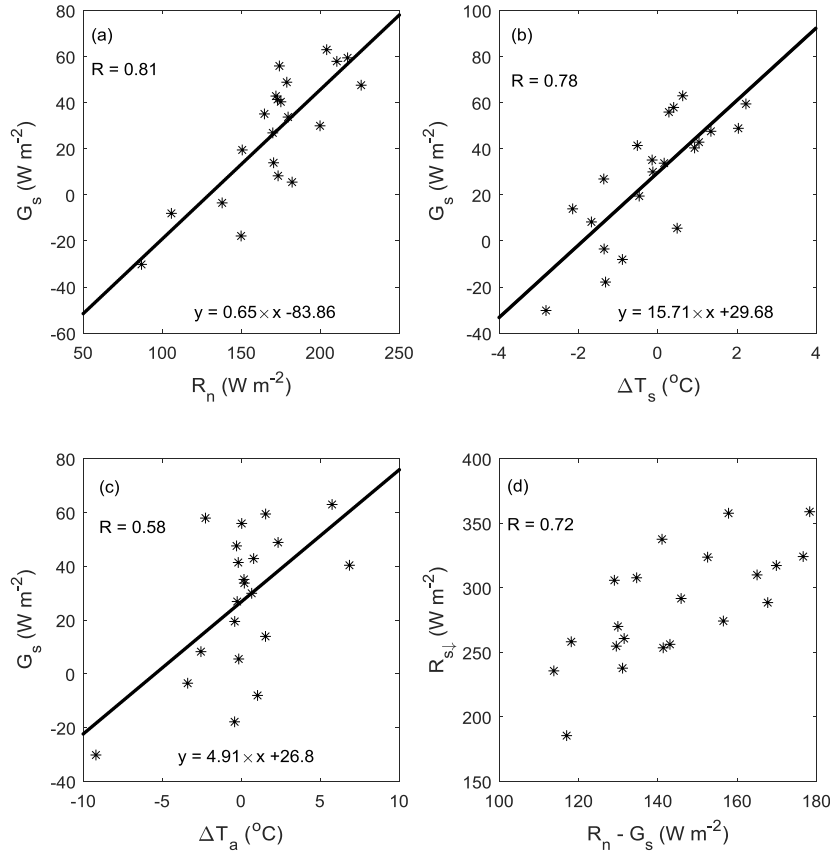 (a)
R = 0.81
80
60
40
20
0
-20
-40
-60
G_s (W m^-2)
y = 0.65×x -83.86
50 100 150 200 250
R_n (W m^-2)
(b)
R = 0.78
100
80
60
40
20
0
-20
-40
G_s (W m^-2)
y = 15.71×x +29.68
-4 -2 0 2 4
ΔT_s (°C)
(c)
R = 0.58
80
60
40
20
0
-20
-40
G_s (W m^-2)
y = 4.91×x +26.8
-10 -5 0 5 10
ΔT_a (°C)
(d)
R = 0.72
400
350
300
250
200
150
R_s↓ (W m^-2)
100 120 140 160 180
R_n - G_s (W m^-2)